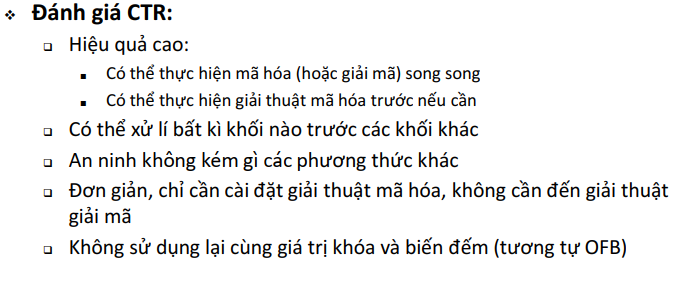 ❖ Đánh giá CTR:
❑ Hiệu quả cao:
▪ Có thể thực hiện mã hóa (hoặc giải mã) song song
▪ Có thể thực hiện giải thuật mã hóa trước nếu cần
❑ Có thể xử lí bất kì khối nào trước các khối khác
❑ An ninh không kém gì các phương thức khác
❑ Đơn giản, chỉ cần cài đặt giải thuật mã hóa, không cần đến giải thuật
giải mã
❑ Không sử dụng lại cùng giá trị khóa và biến đếm (tương tự OFB)